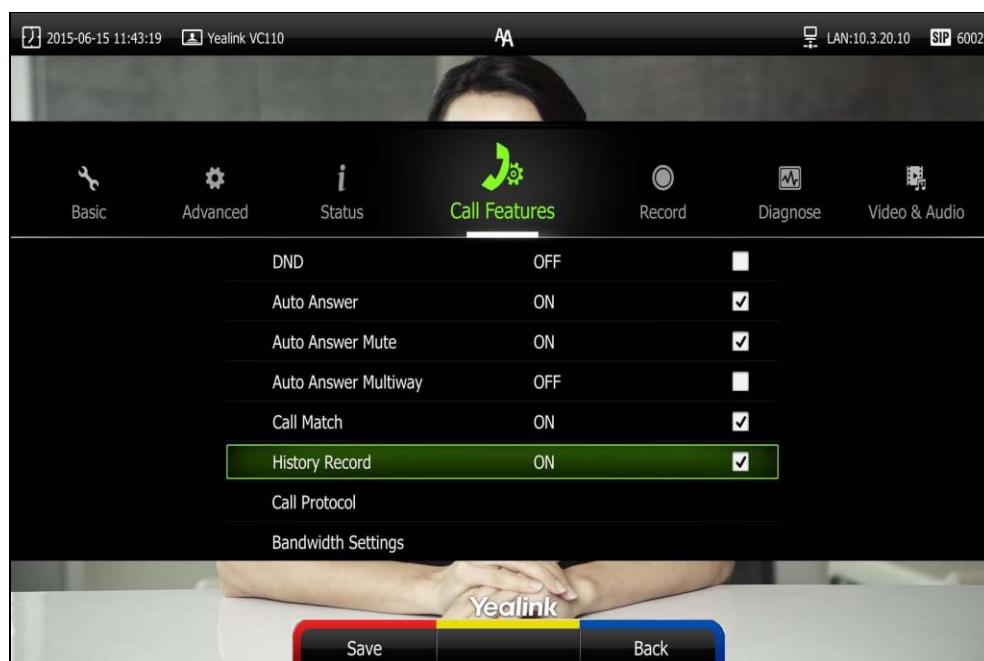 2015-06-15 11:43:19 Yealink VC110 AA LAN:10.3.20.10 SIP 6002
Basic Advanced Status Call Features Record Diagnose Video & Audio
DND OFF
Auto Answer ON
Auto Answer Mute ON
Auto Answer Multiway OFF
Call Match ON
History Record ON
Call Protocol
Bandwidth Settings
Yealink
Save Back